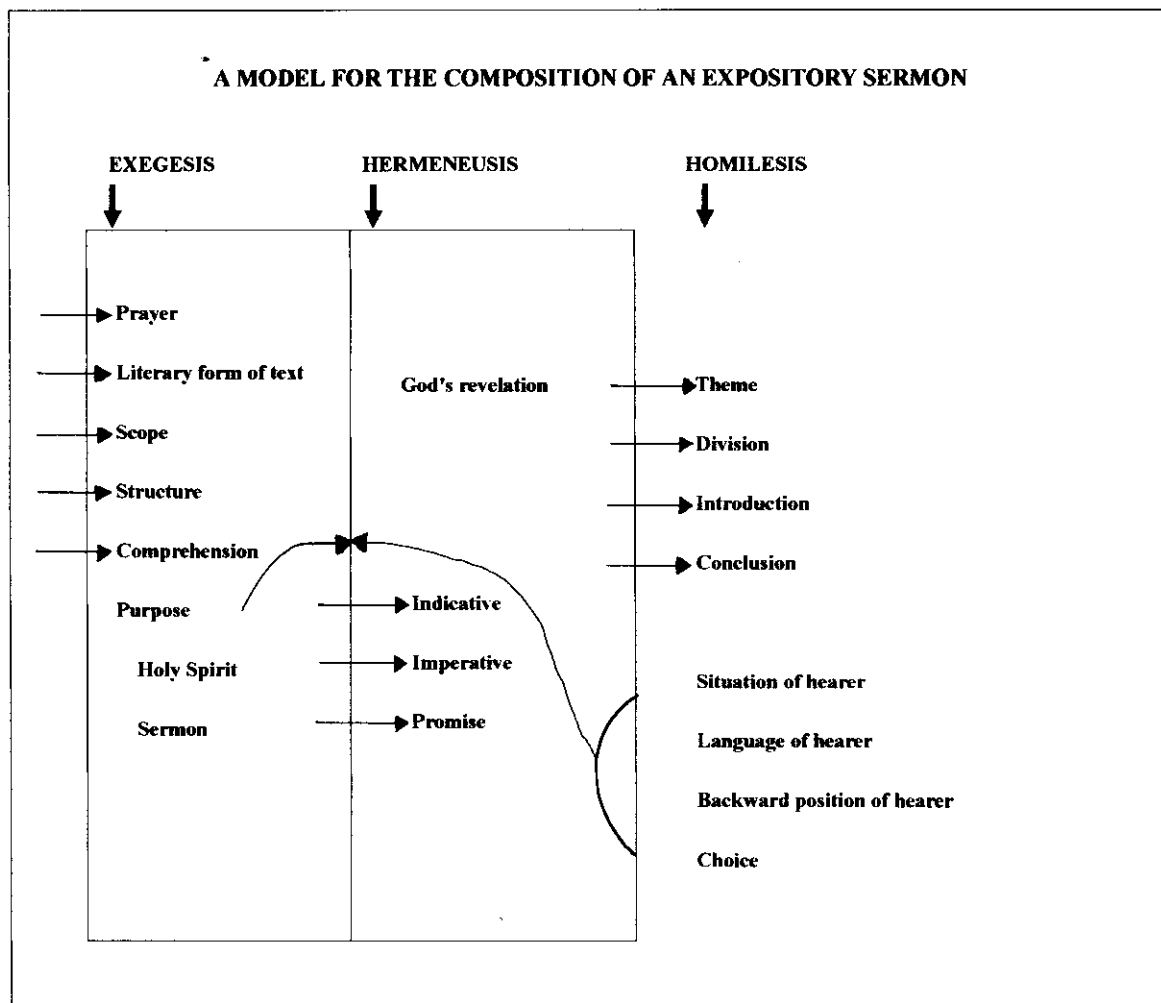 A MODEL FOR THE COMPOSITION OF AN EXPOSITORY SERMON
EXEGESIS
HERMENEUSIS
HOMILESIS
Prayer
Literary form of text
Scope
Structure
Comprehension
Purpose
Holy Spirit
Sermon
God's revelation
Indicative
Imperative
Promise
Theme
Division
Introduction
Conclusion
Situation of hearer
Language of hearer
Backward position of hearer
Choice